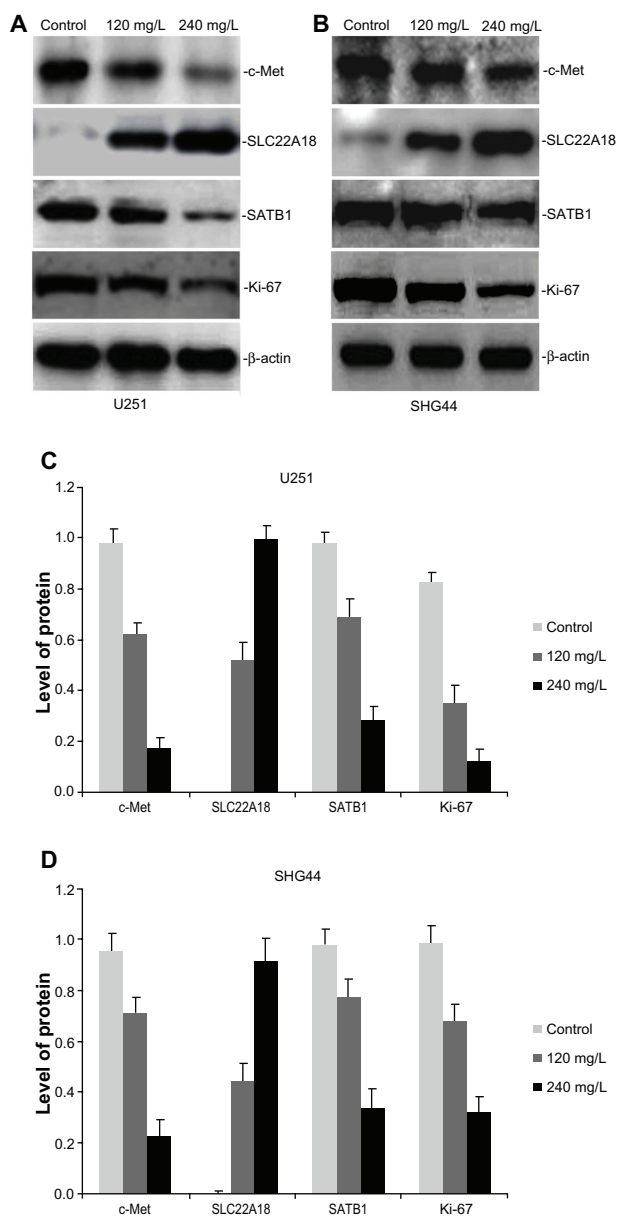 A
Control 120 mg/L 240 mg/L
-c-Met
-SLC22A18
-SATB1
-Ki-67
-β-actin
U251
B
Control 120 mg/L 240 mg/L
-c-Met
-SLC22A18
-SATB1
-Ki-67
-β-actin
SHG44
C
U251
Level of protein
1.2
1.0
0.8
0.6
0.4
0.2
0.0
c-Met SLC22A18 SATB1 Ki-67
Control
120 mg/L
240 mg/L
D
SHG44
Level of protein
1.2
1.0
0.8
0.6
0.4
0.2
0.0
c-Met SLC22A18 SATB1 Ki-67
Control
120 mg/L
240 mg/L